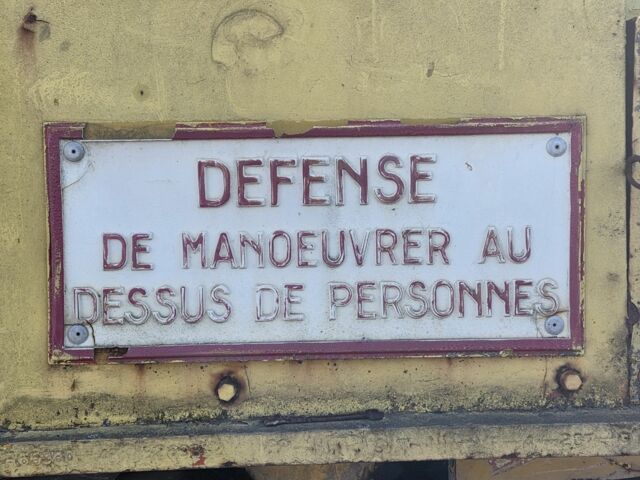 DEFENSE
DE MANOEUVRER AU
DESSUS DE PERSONNES